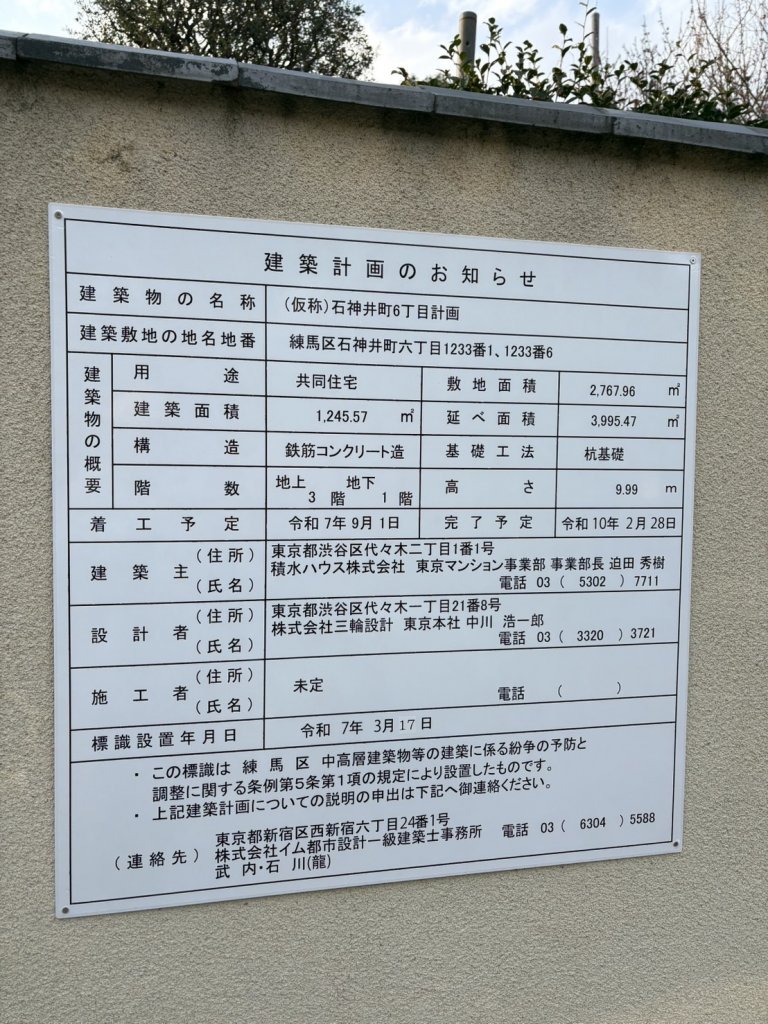 建築計画のお知らせ
建築物の名称 (仮称)石神井町6丁目計画
建築敷地の地名地番 練馬区石神井町六丁目1233番1、1233番6
建築物の概要
用途 共同住宅 敷地面積 2,767.96 ㎡
建築面積 1,245.57 ㎡ 延べ面積 3,995.47 ㎡
構造 鉄筋コンクリート造 基礎工法 杭基礎
階数 地上 3 階 地下 1 階 高さ 9.99 m
着工予定 令和 7年 9月 1日 完了予定 令和 10年 2月 28日
建築主 (住所) 東京都渋谷区代々木二丁目1番1号
(氏名) 積水ハウス株式会社 東京マンション事業部 事業部長 迫田 秀樹
電話 03 ( 5302 ) 7711
設計者 (住所) 東京都渋谷区代々木一丁目21番8号
(氏名) 株式会社三輪設計 東京本社 中川 浩一郎
電話 03 ( 3320 ) 3721
施工者 (住所) (氏名) 未定 電話 ( )
標識設置年月日 令和 7年 3月 17 日
・ この標識は 練 馬 区 中高層建築物等の建築に係る紛争の予防と
調整に関する条例第5条第1項の規定により設置したものです。
・ 上記建築計画についての説明の申出は下記へ御連絡ください。
(連絡先) 東京都新宿区西新宿六丁目24番1号
株式会社イム都市設計一級建築士事務所 電話 03 ( 6304 ) 5588
武 内・石 川(龍)